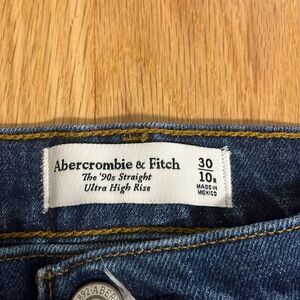 Abercrombie & Fitch
The '90s Straight
Ultra High Rise
30
10R
MADE IN
MEXICO